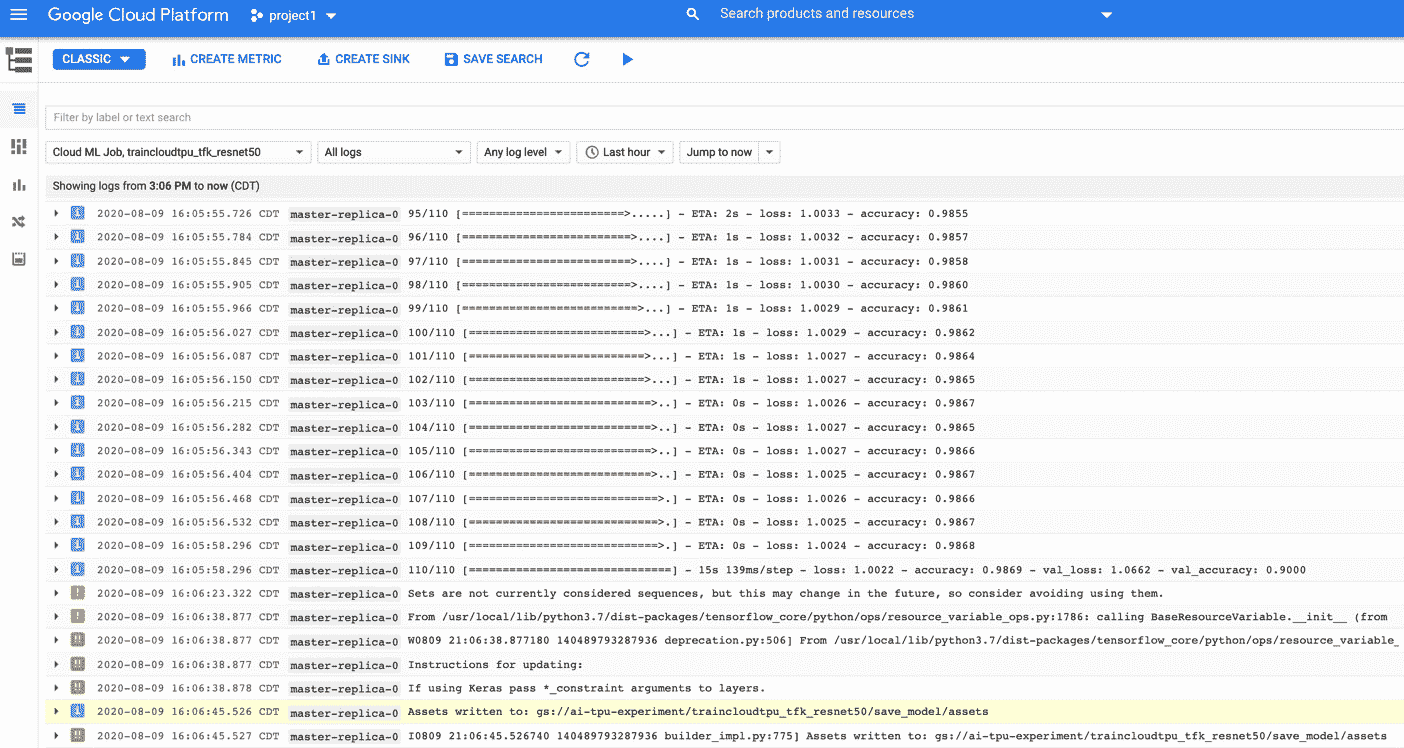 Google Cloud Platform project1 Search products and resources
CLASSIC CREATE METRIC CREATE SINK SAVE SEARCH
Filter by label or text search
Cloud ML Job, traincloudtpu_tfk_resnet50 All logs Any log level Last hour Jump to now
Showing logs from 3:06 PM to now (CDT)
2020-08-09 16:05:55.726 CDT master-replica-0 95/110 [========================>.....] - ETA: 2s - loss: 1.0033 - accuracy: 0.9855
2020-08-09 16:05:55.784 CDT master-replica-0 96/110 [=========================>....] - ETA: 1s - loss: 1.0032 - accuracy: 0.9857
2020-08-09 16:05:55.845 CDT master-replica-0 97/110 [=========================>....] - ETA: 1s - loss: 1.0031 - accuracy: 0.9858
2020-08-09 16:05:55.905 CDT master-replica-0 98/110 [=========================>....] - ETA: 1s - loss: 1.0030 - accuracy: 0.9860
2020-08-09 16:05:55.966 CDT master-replica-0 99/110 [==========================>...] - ETA: 1s - loss: 1.0029 - accuracy: 0.9861
2020-08-09 16:05:56.027 CDT master-replica-0 100/110 [==========================>...] - ETA: 1s - loss: 1.0029 - accuracy: 0.9862
2020-08-09 16:05:56.087 CDT master-replica-0 101/110 [==========================>...] - ETA: 1s - loss: 1.0027 - accuracy: 0.9864
2020-08-09 16:05:56.150 CDT master-replica-0 102/110 [==========================>...] - ETA: 1s - loss: 1.0027 - accuracy: 0.9865
2020-08-09 16:05:56.215 CDT master-replica-0 103/110 [===========================>..] - ETA: 0s - loss: 1.0026 - accuracy: 0.9867
2020-08-09 16:05:56.282 CDT master-replica-0 104/110 [===========================>..] - ETA: 0s - loss: 1.0027 - accuracy: 0.9865
2020-08-09 16:05:56.343 CDT master-replica-0 105/110 [===========================>..] - ETA: 0s - loss: 1.0027 - accuracy: 0.9866
2020-08-09 16:05:56.404 CDT master-replica-0 106/110 [===========================>..] - ETA: 0s - loss: 1.0025 - accuracy: 0.9867
2020-08-09 16:05:56.468 CDT master-replica-0 107/110 [============================>.] - ETA: 0s - loss: 1.0026 - accuracy: 0.9866
2020-08-09 16:05:56.532 CDT master-replica-0 108/110 [============================>.] - ETA: 0s - loss: 1.0025 - accuracy: 0.9867
2020-08-09 16:05:58.296 CDT master-replica-0 109/110 [============================>.] - ETA: 0s - loss: 1.0024 - accuracy: 0.9868
2020-08-09 16:05:58.296 CDT master-replica-0 110/110 [==============================] - 15s 139ms/step - loss: 1.0022 - accuracy: 0.9869 - val_loss: 1.0662 - val_accuracy: 0.9000
2020-08-09 16:06:23.322 CDT master-replica-0 Sets are not currently considered sequences, but this may change in the future, so consider avoiding using them.
2020-08-09 16:06:38.877 CDT master-replica-0 From /usr/local/lib/python3.7/dist-packages/tensorflow_core/python/ops/resource_variable_ops.py:1786: calling BaseResourceVariable.__init__ (from
2020-08-09 16:06:38.877 CDT master-replica-0 W0809 21:06:38.877180 140489793287936 deprecation.py:506] From /usr/local/lib/python3.7/dist-packages/tensorflow_core/python/ops/resource_variable_
2020-08-09 16:06:38.877 CDT master-replica-0 Instructions for updating:
2020-08-09 16:06:38.878 CDT master-replica-0 If using Keras pass *_constraint arguments to layers.
2020-08-09 16:06:45.526 CDT master-replica-0 Assets written to: gs://ai-tpu-experiment/traincloudtpu_tfk_resnet50/save_model/assets
2020-08-09 16:06:45.527 CDT master-replica-0 I0809 21:06:45.526740 140489793287936 builder_impl.py:775] Assets written to: gs://ai-tpu-experiment/traincloudtpu_tfk_resnet50/save_model/assets